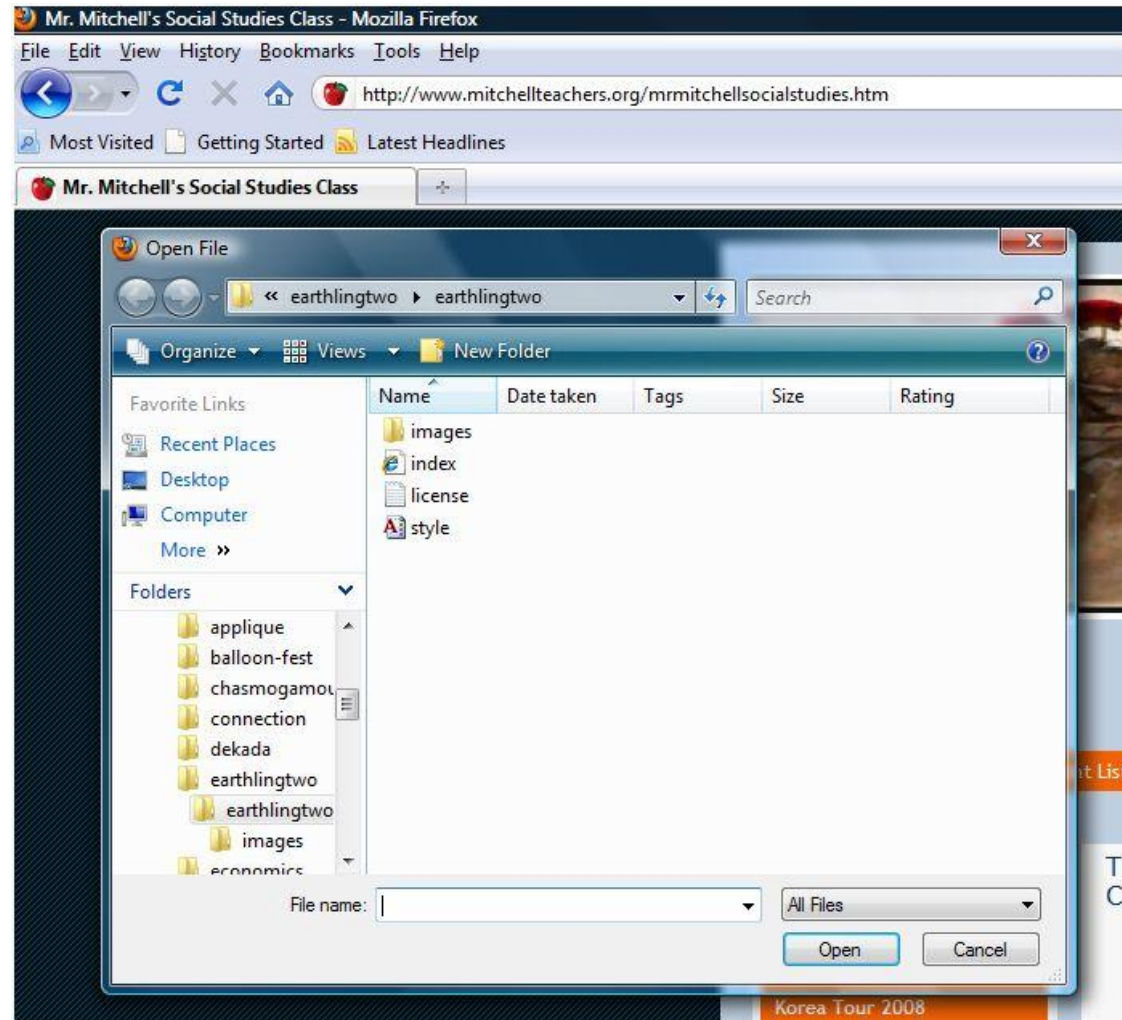 Mr. Mitchell's Social Studies Class - Mozilla Firefox
File Edit View History Bookmarks Tools Help
http://www.mitchellteachers.org/mrmitchellsocialstudies.htm
Most Visited Getting Started Latest Headlines
Mr. Mitchell's Social Studies Class
Open File
« earthlingtwo earthlingtwo
Search
Organize Views New Folder
Favorite Links
Recent Places
Desktop
Computer
More »
Folders
applique
balloon-fest
chasmogamou
connection
dekada
earthlingtwo
earthlingtwo
images
economics
Name Date taken Tags Size Rating
images
index
license
style
File name:
All Files
Open Cancel
t Lis
T
C
Korea Tour 2008